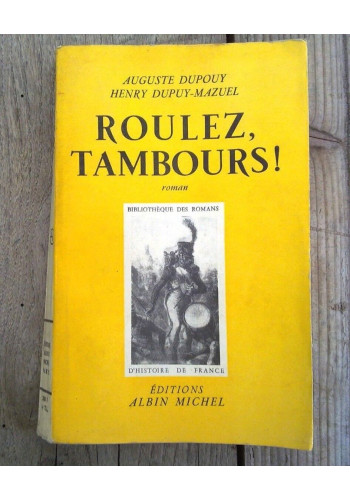 AUGUSTE DUPOUY
HENRY DUPUY-MAZUEL
ROULEZ,
TAMBOURS!
roman
BIBLIOTHÈQUE DES ROMANS
D'HISTOIRE DE FRANCE
ÉDITIONS
ALBIN MICHEL